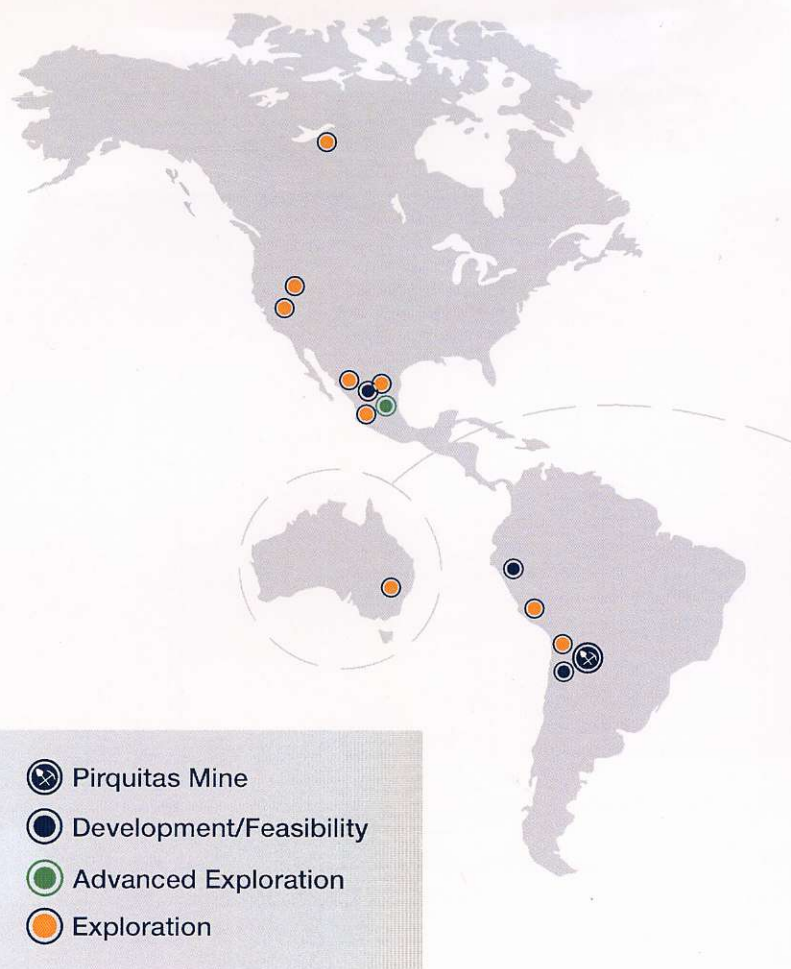 Pirquitas Mine
Development/Feasibility
Advanced Exploration
Exploration